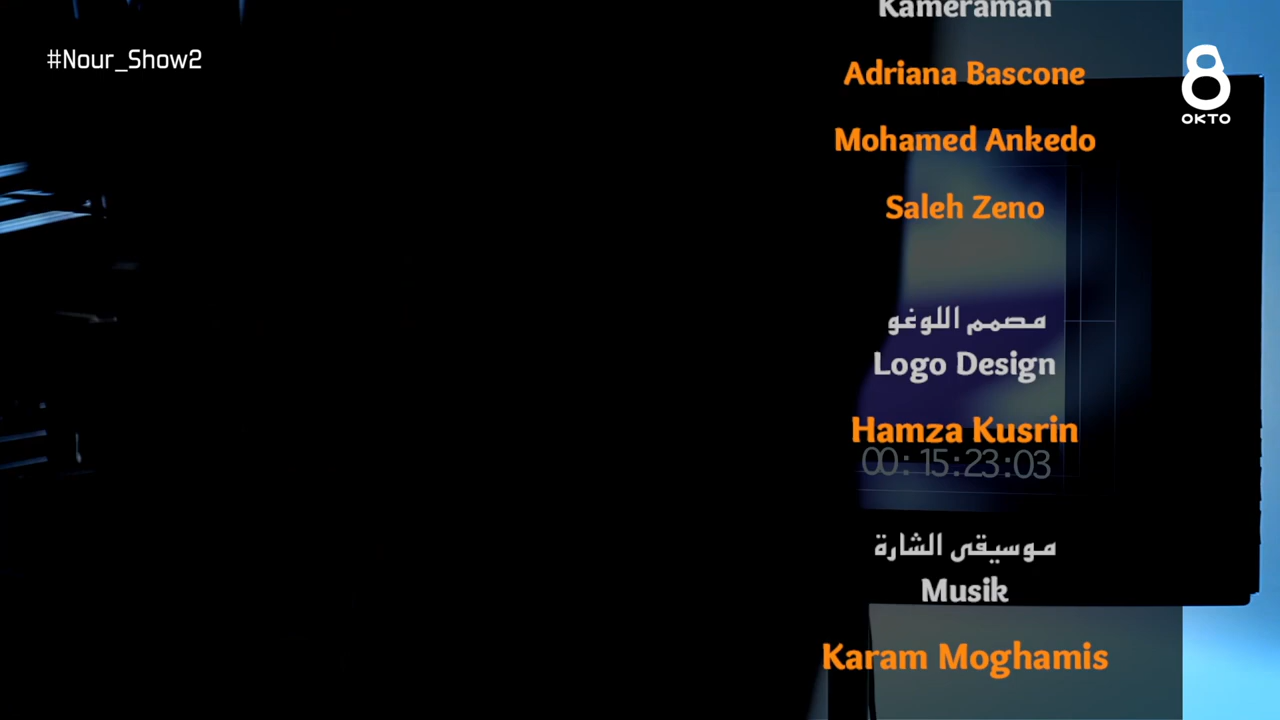 Kameraman
#Nour_Show2
8
OKTO
Adriana Bascone
Mohamed Ankedo
Saleh Zeno
مصمم اللوغو
Logo Design
Hamza Kusrin
00:15:23:03
موسيقى الشارة
Musik
Karam Moghamis